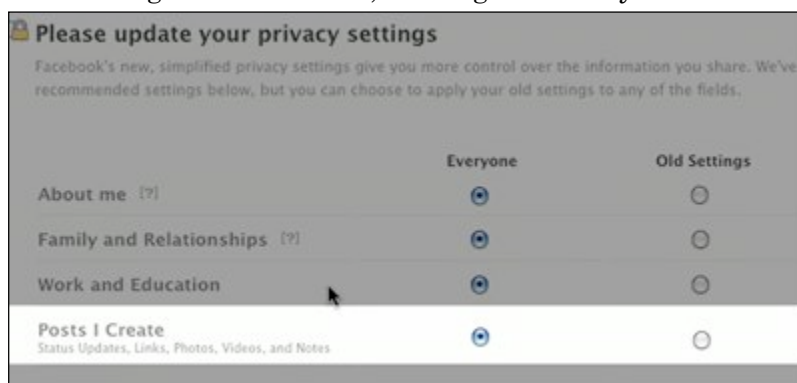 Please update your privacy settings
Facebook's new, simplified privacy settings give you more control over the information you share. We've
recommended settings below, but you can choose to apply your old settings to any of the fields.
Everyone Old Settings
About me [?]
Family and Relationships [?]
Work and Education
Posts I Create
Status Updates, Links, Photos, Videos, and Notes